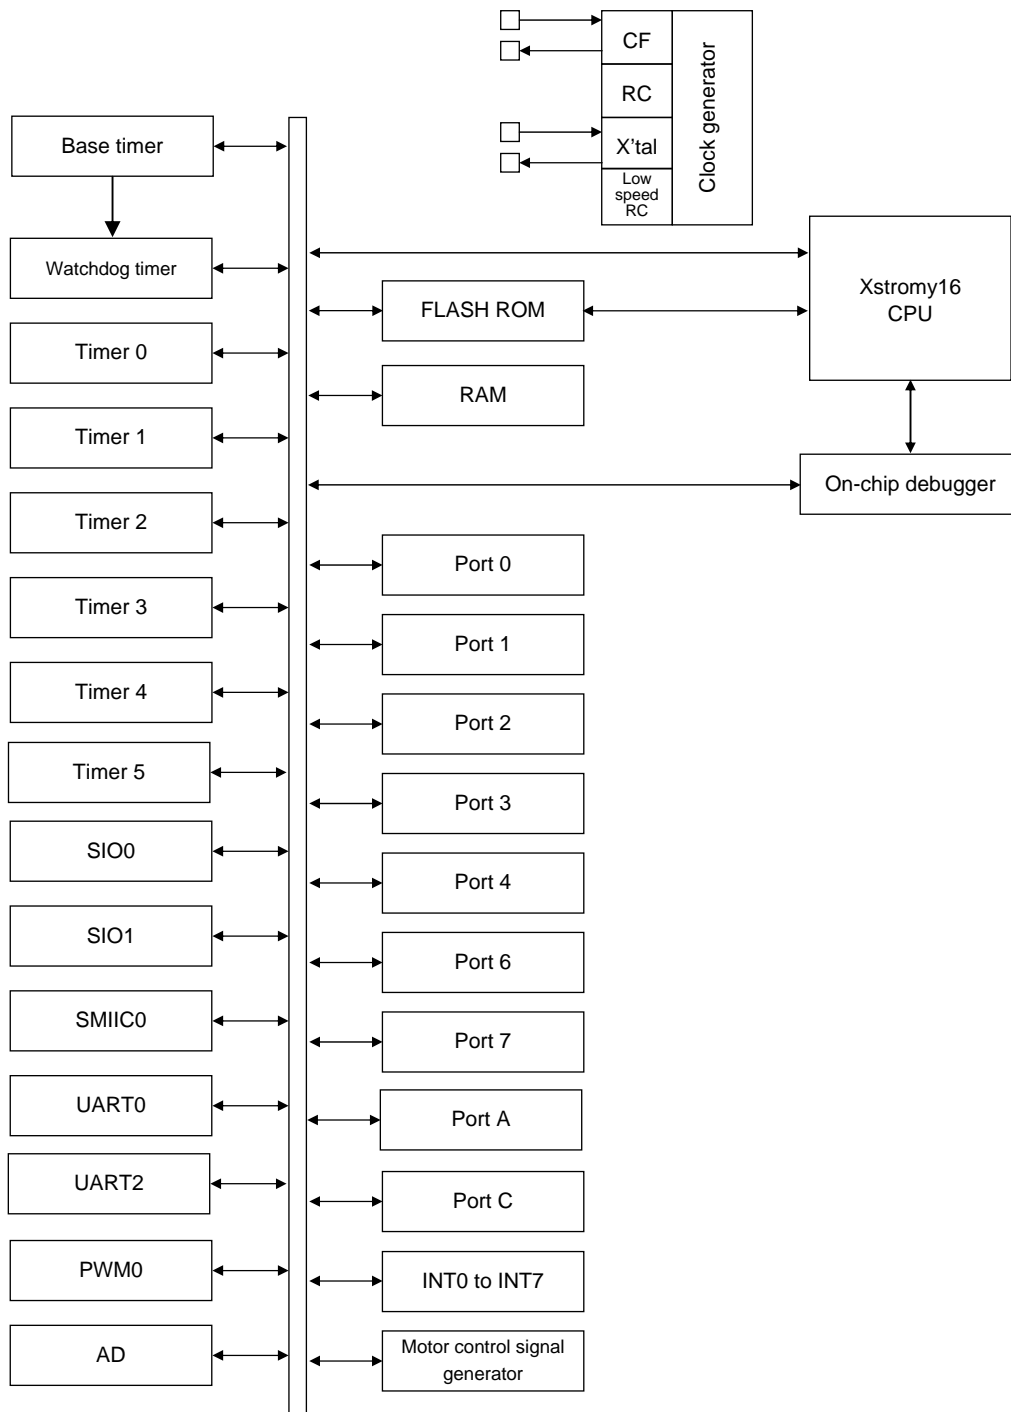 CF
RC
X'tal
Low
speed
RC
Clock generator
Base timer
Watchdog timer
Timer 0
Timer 1
Timer 2
Timer 3
Timer 4
Timer 5
SIO0
SIO1
SMIIC0
UART0
UART2
PWM0
AD
FLASH ROM
RAM
Port 0
Port 1
Port 2
Port 3
Port 4
Port 6
Port 7
Port A
Port C
INT0 to INT7
Motor control signal
generator
Xstromy16
CPU
On-chip debugger